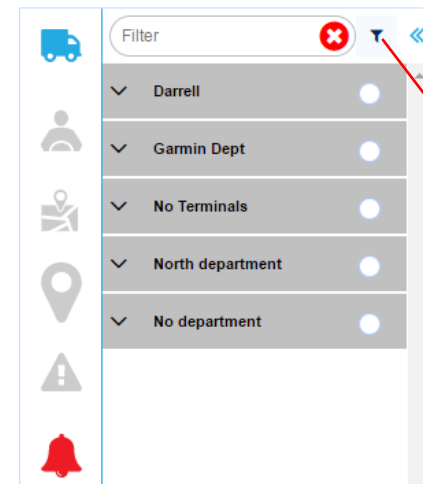 Filter
Darrell
Garmin Dept
No Terminals
North department
No department